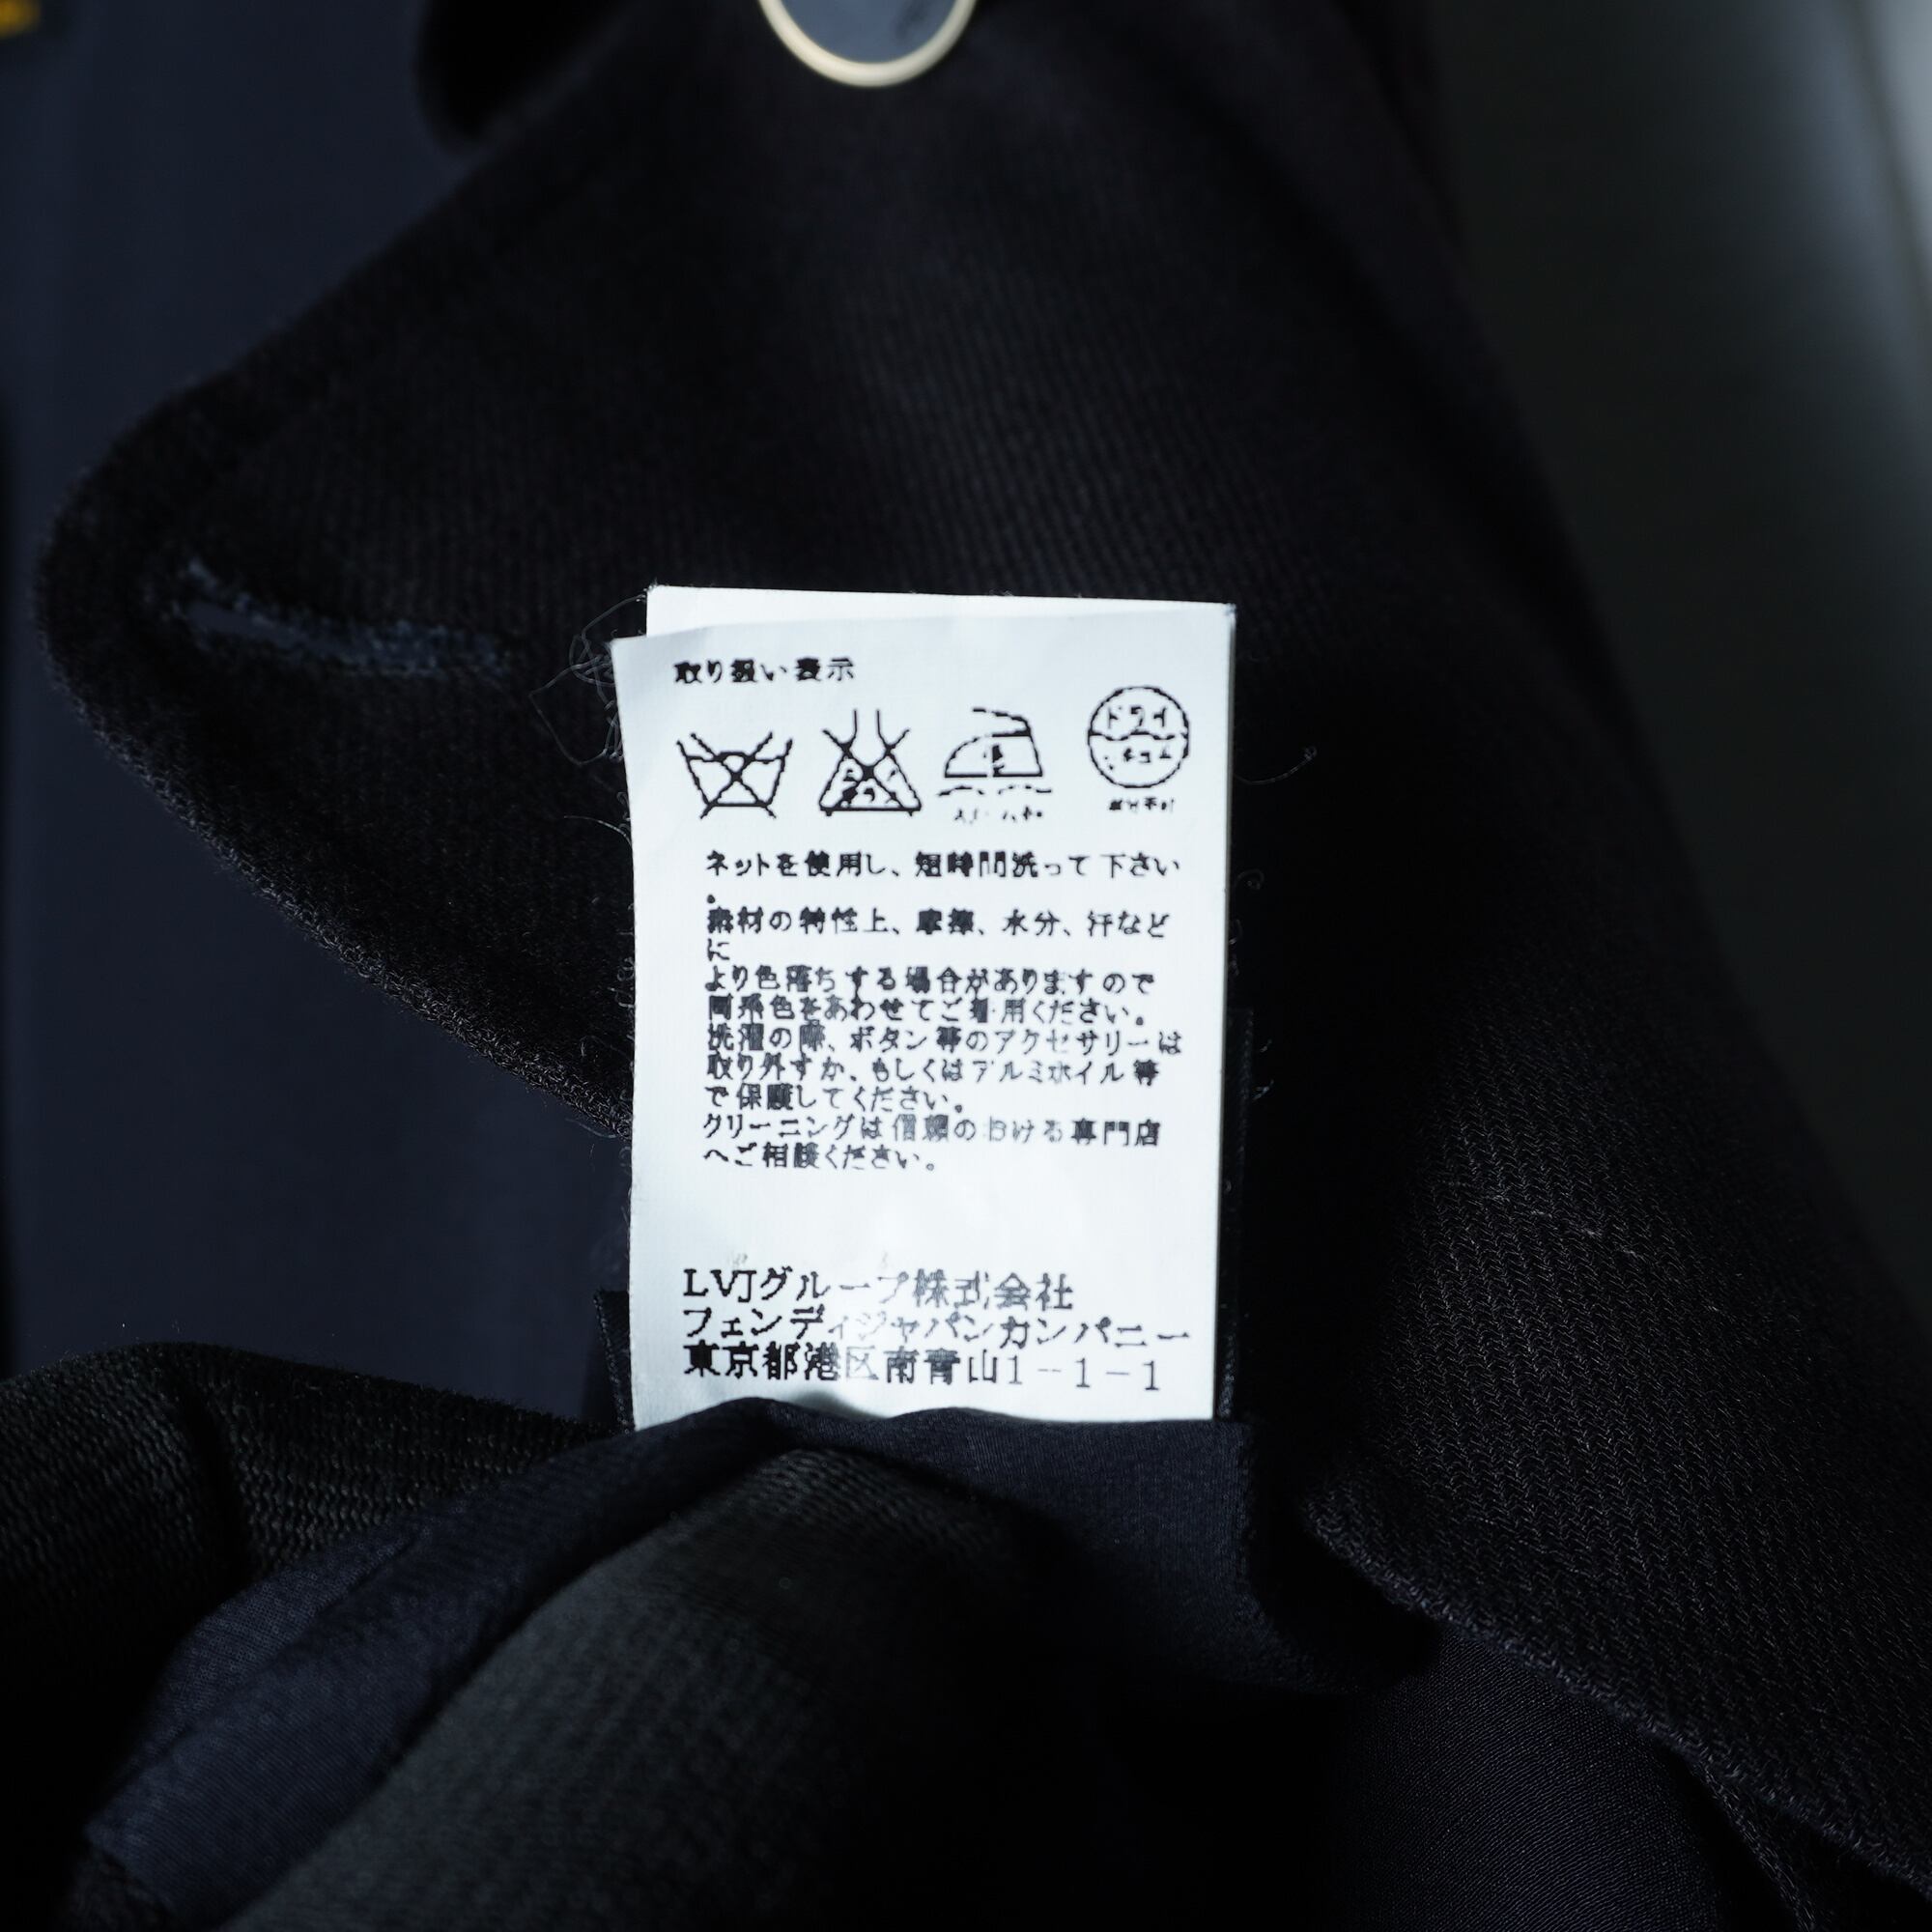 取り扱い表示
ドライ
ネットを使用し、短時間洗って下さい
。
素材の特性上、摩擦、水分、汗など
に
より色落ちする場合がありますので
同系色をあわせてご着用ください。
洗濯の際、ボタン等のアクセサリーは
取り外すか、もしくはアルミホイル等
で保護してください。
クリーニングは信頼のおける専門店
へご相談ください。
LVJグループ株式会社
フェンディジャパンカンパニー
東京都港区南青山1-1-1